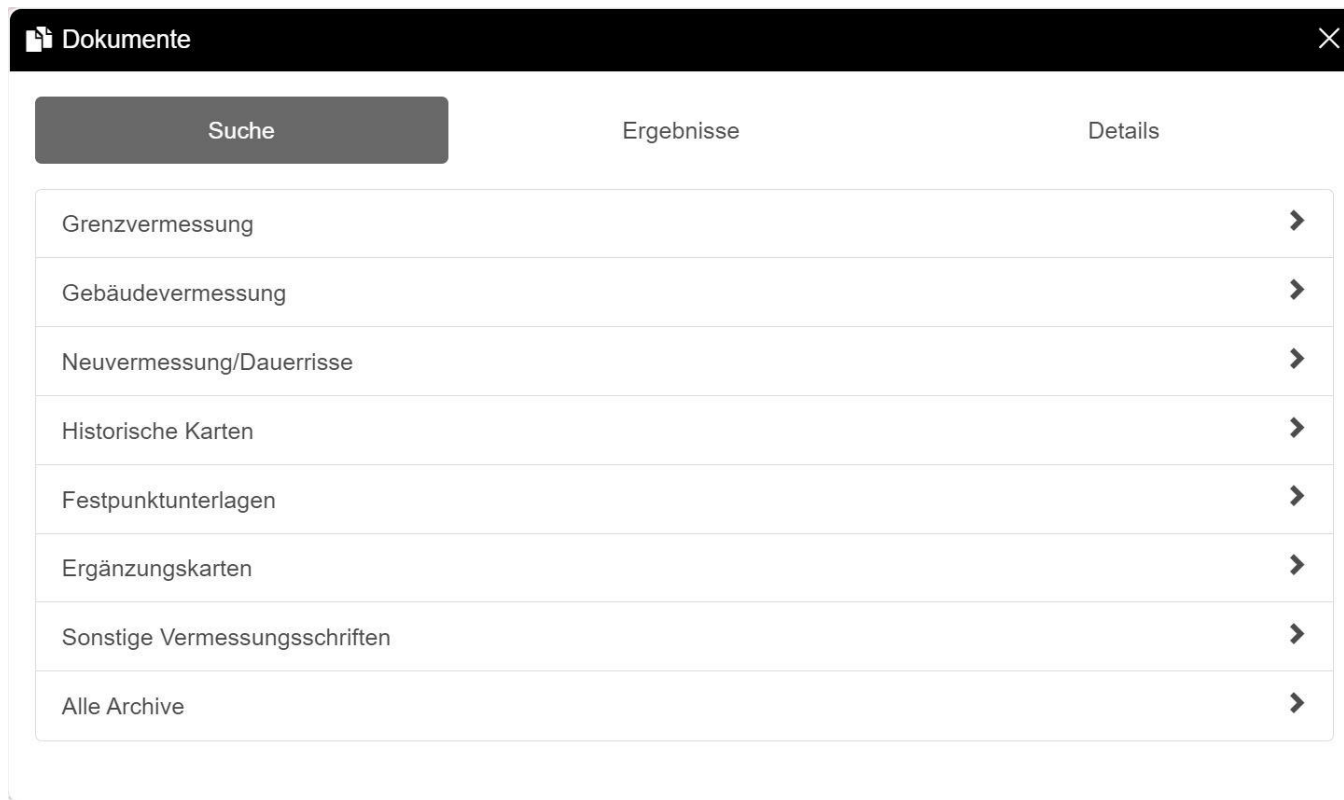 Dokumente
Suche Ergebnisse Details
Grenzvermessung
Gebäudevermessung
Neuvermessung/Dauerrisse
Historische Karten
Festpunktunterlagen
Ergänzungskarten
Sonstige Vermessungsschriften
Alle Archive